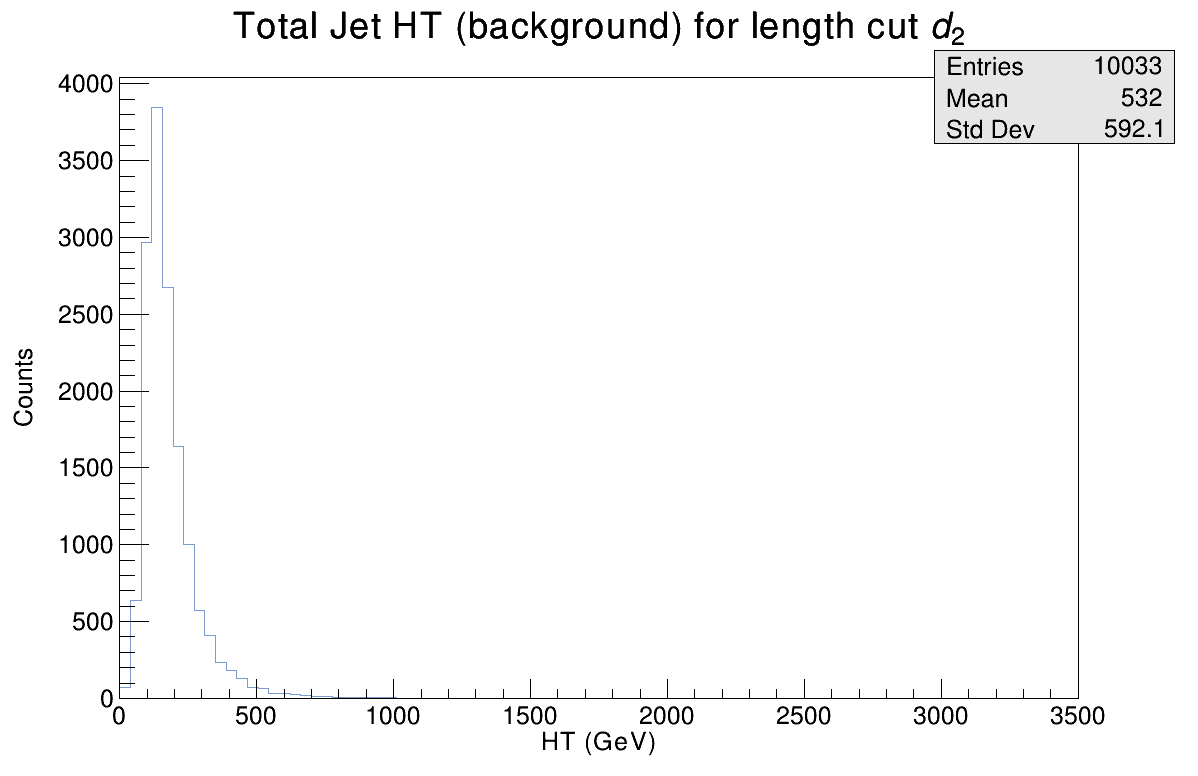 Total Jet HT (background) for length cut d₂
Entries 10033
Mean 532
Std Dev 592.1
4000
3500
3000
2500
2000
1500
1000
500
0
Counts
0 500 1000 1500 2000 2500 3000 3500
HT (GeV)